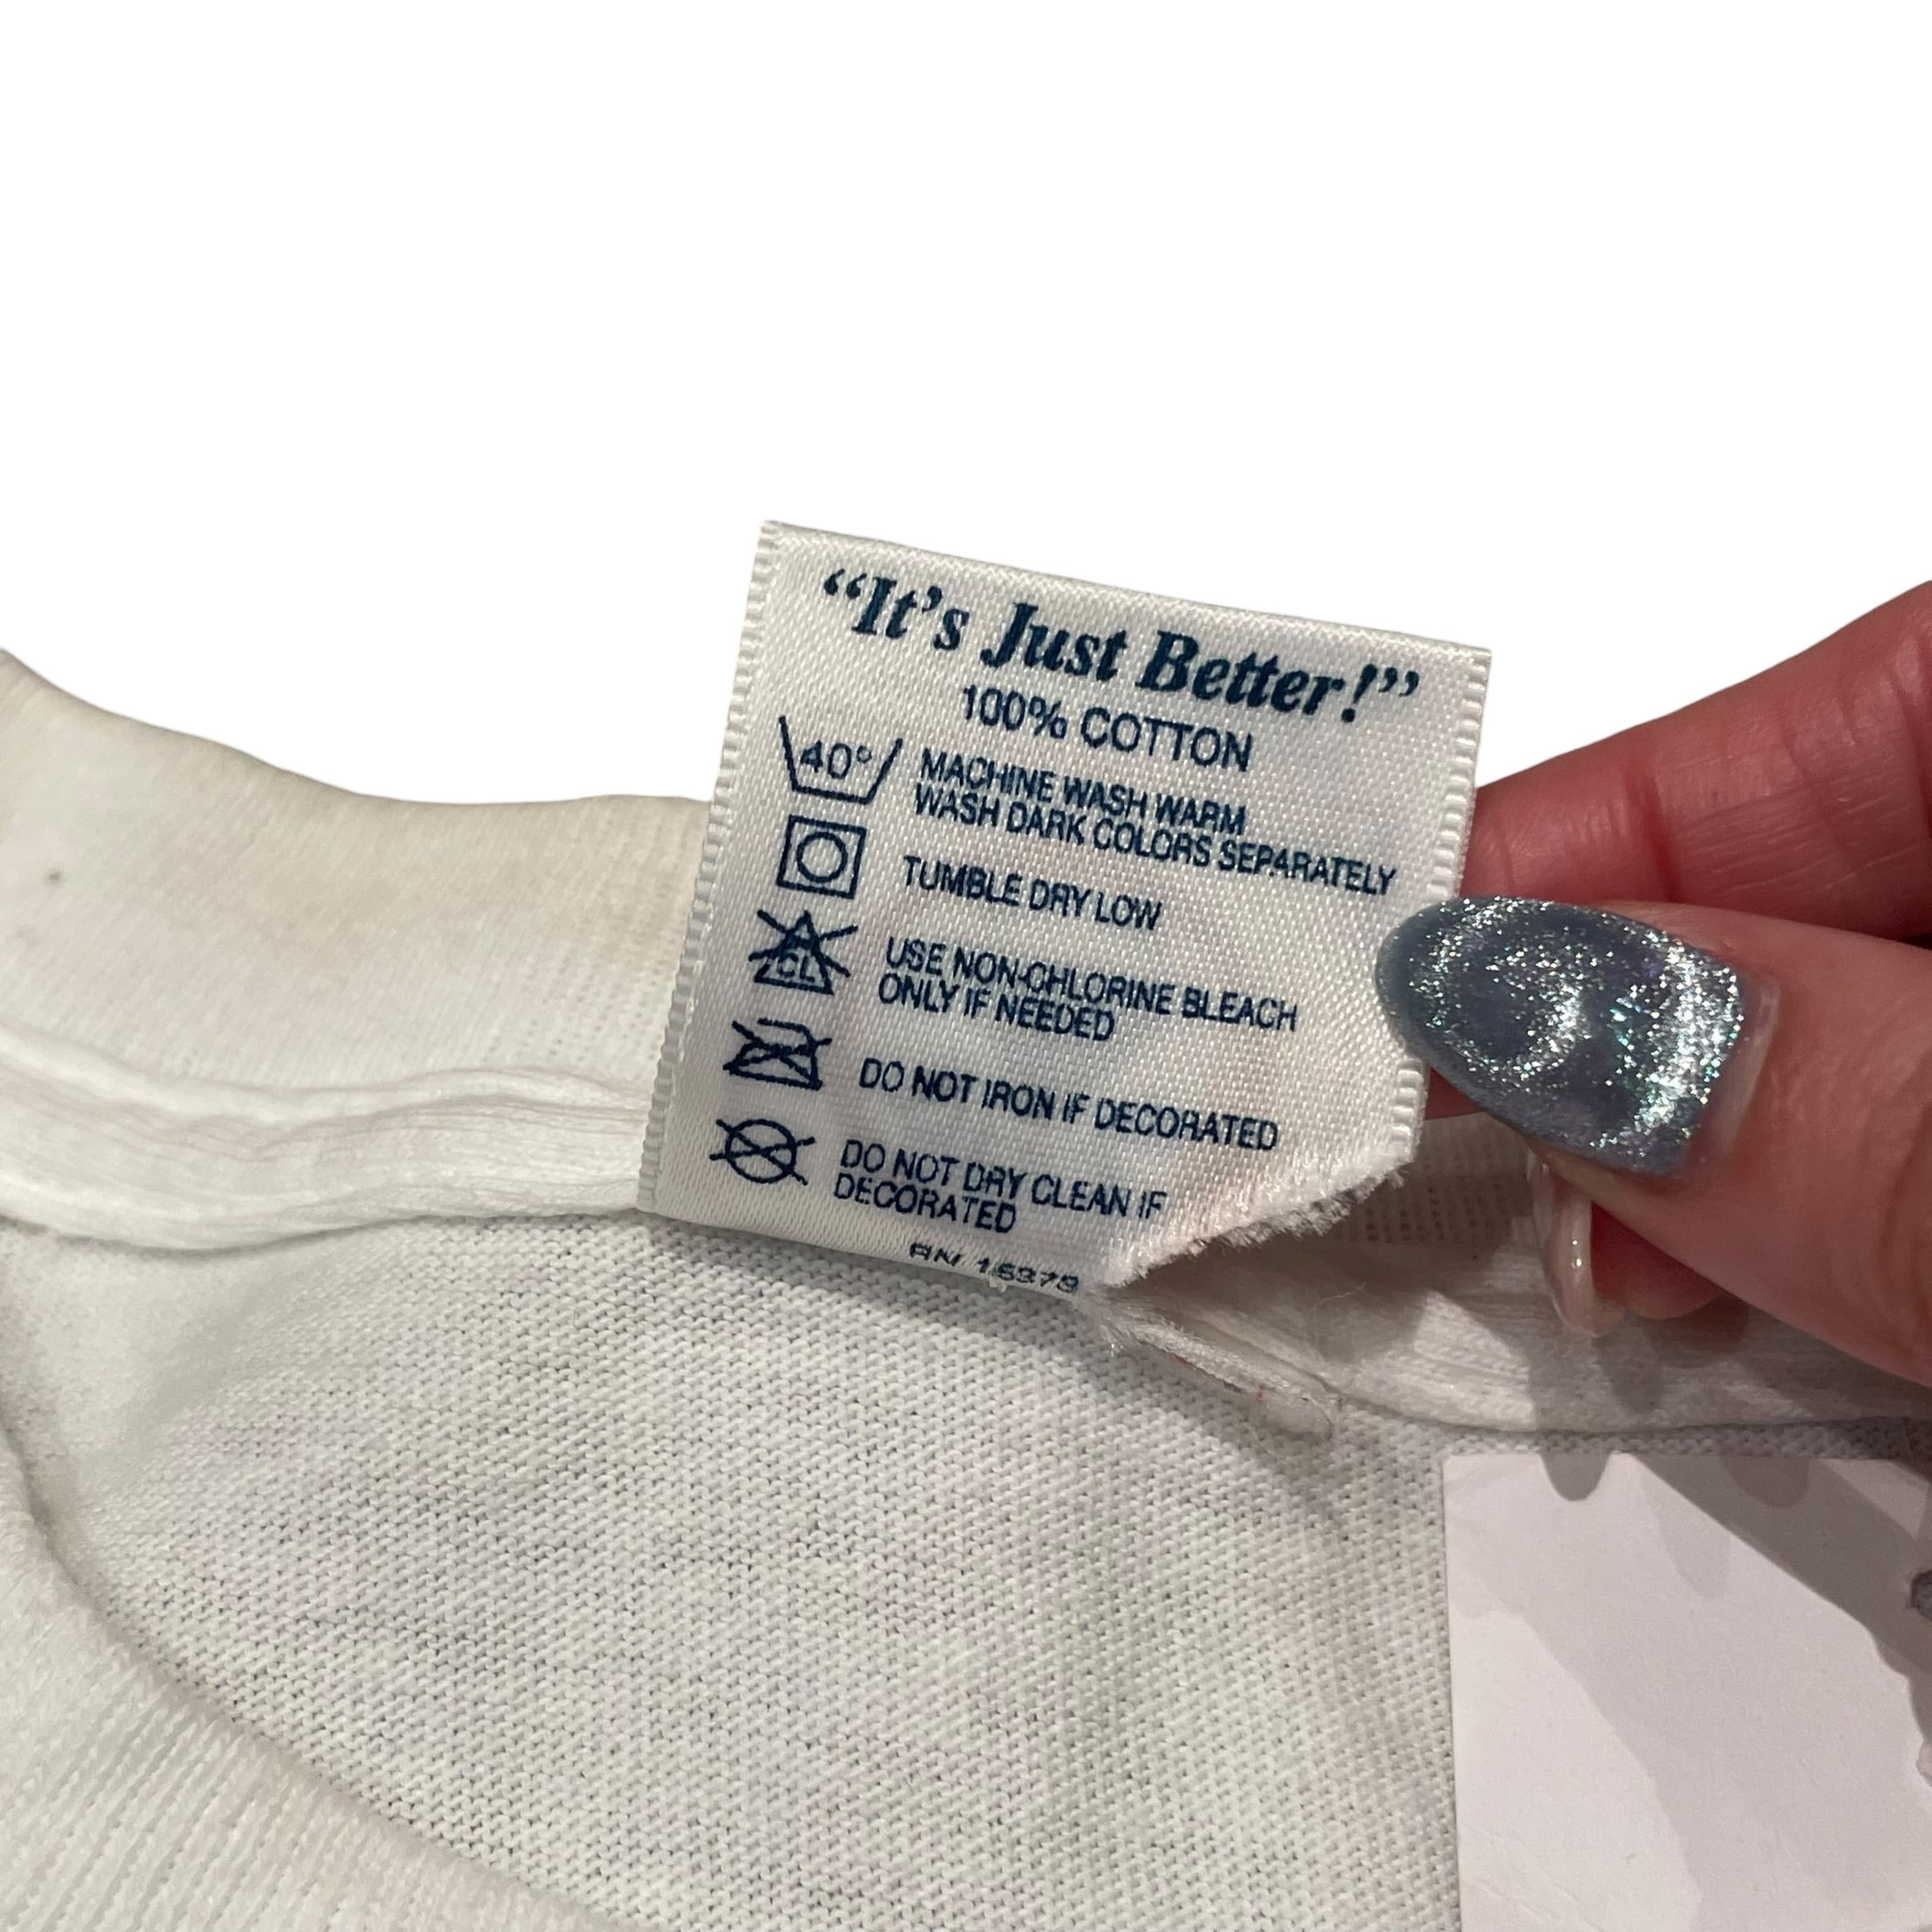 “It’s Just Better!”
100% COTTON
40°
MACHINE WASH WARM
WASH DARK COLORS SEPARATELY
TUMBLE DRY LOW
CL
USE NON-CHLORINE BLEACH
ONLY IF NEEDED
DO NOT IRON IF DECORATED
DO NOT DRY CLEAN IF
DECORATED
RN